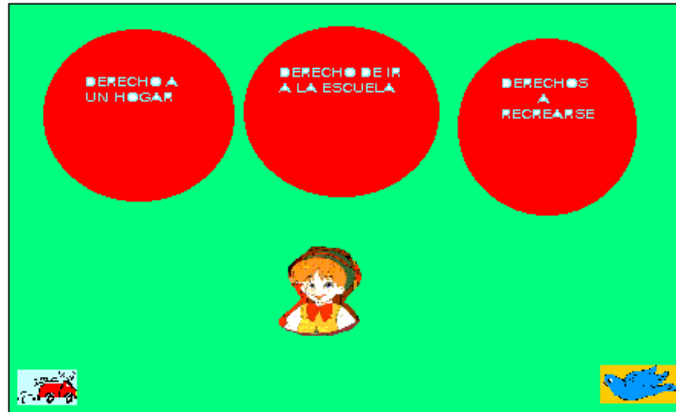 DERECHO A
UN HOGAR
DERECHO DE IR
A LA ESCUELA
DERECHOS
A
RECREARSE